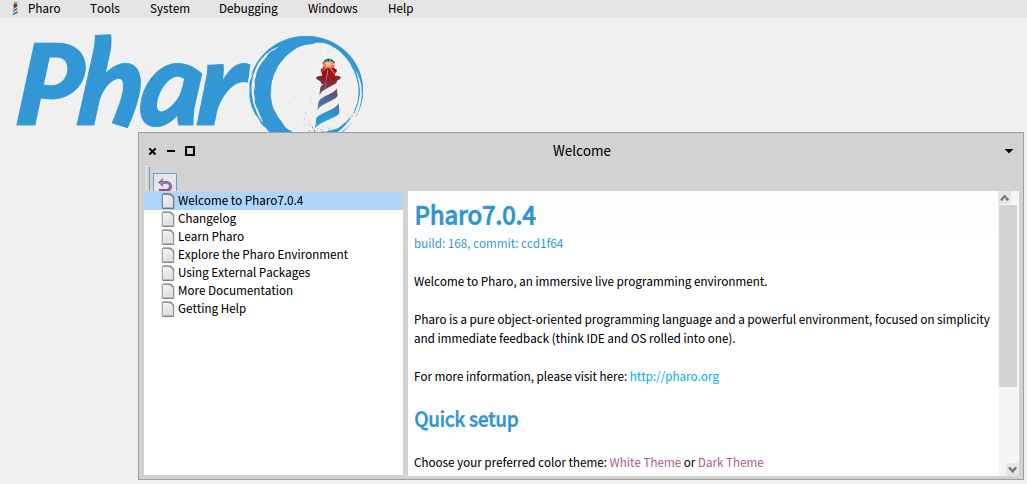 Pharo Tools System Debugging Windows Help
Pharo
Welcome
Welcome to Pharo7.0.4
Changelog
Learn Pharo
Explore the Pharo Environment
Using External Packages
More Documentation
Getting Help
Pharo7.0.4
build: 168, commit: ccd1f64
Welcome to Pharo, an immersive live programming environment.
Pharo is a pure object-oriented programming language and a powerful environment, focused on simplicity
and immediate feedback (think IDE and OS rolled into one).
For more information, please visit here: http://pharo.org
Quick setup
Choose your preferred color theme: White Theme or Dark Theme